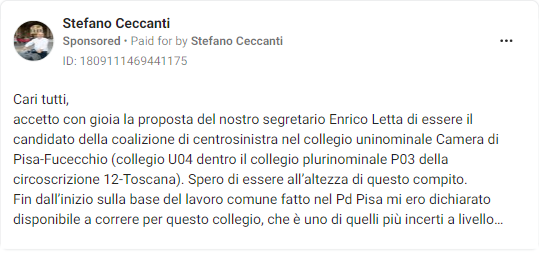 Stefano Ceccanti
Sponsored • Paid for by Stefano Ceccanti
ID: 1809111469441175
Cari tutti,
accetto con gioia la proposta del nostro segretario Enrico Letta di essere il
candidato della coalizione di centrosinistra nel collegio uninominale Camera di
Pisa-Fucecchio (collegio U04 dentro il collegio plurinominale P03 della
circoscrizione 12-Toscana). Spero di essere all’altezza di questo compito.
Fin dall’inizio sulla base del lavoro comune fatto nel Pd Pisa mi ero dichiarato
disponibile a correre per questo collegio, che è uno di quelli più incerti a livello…